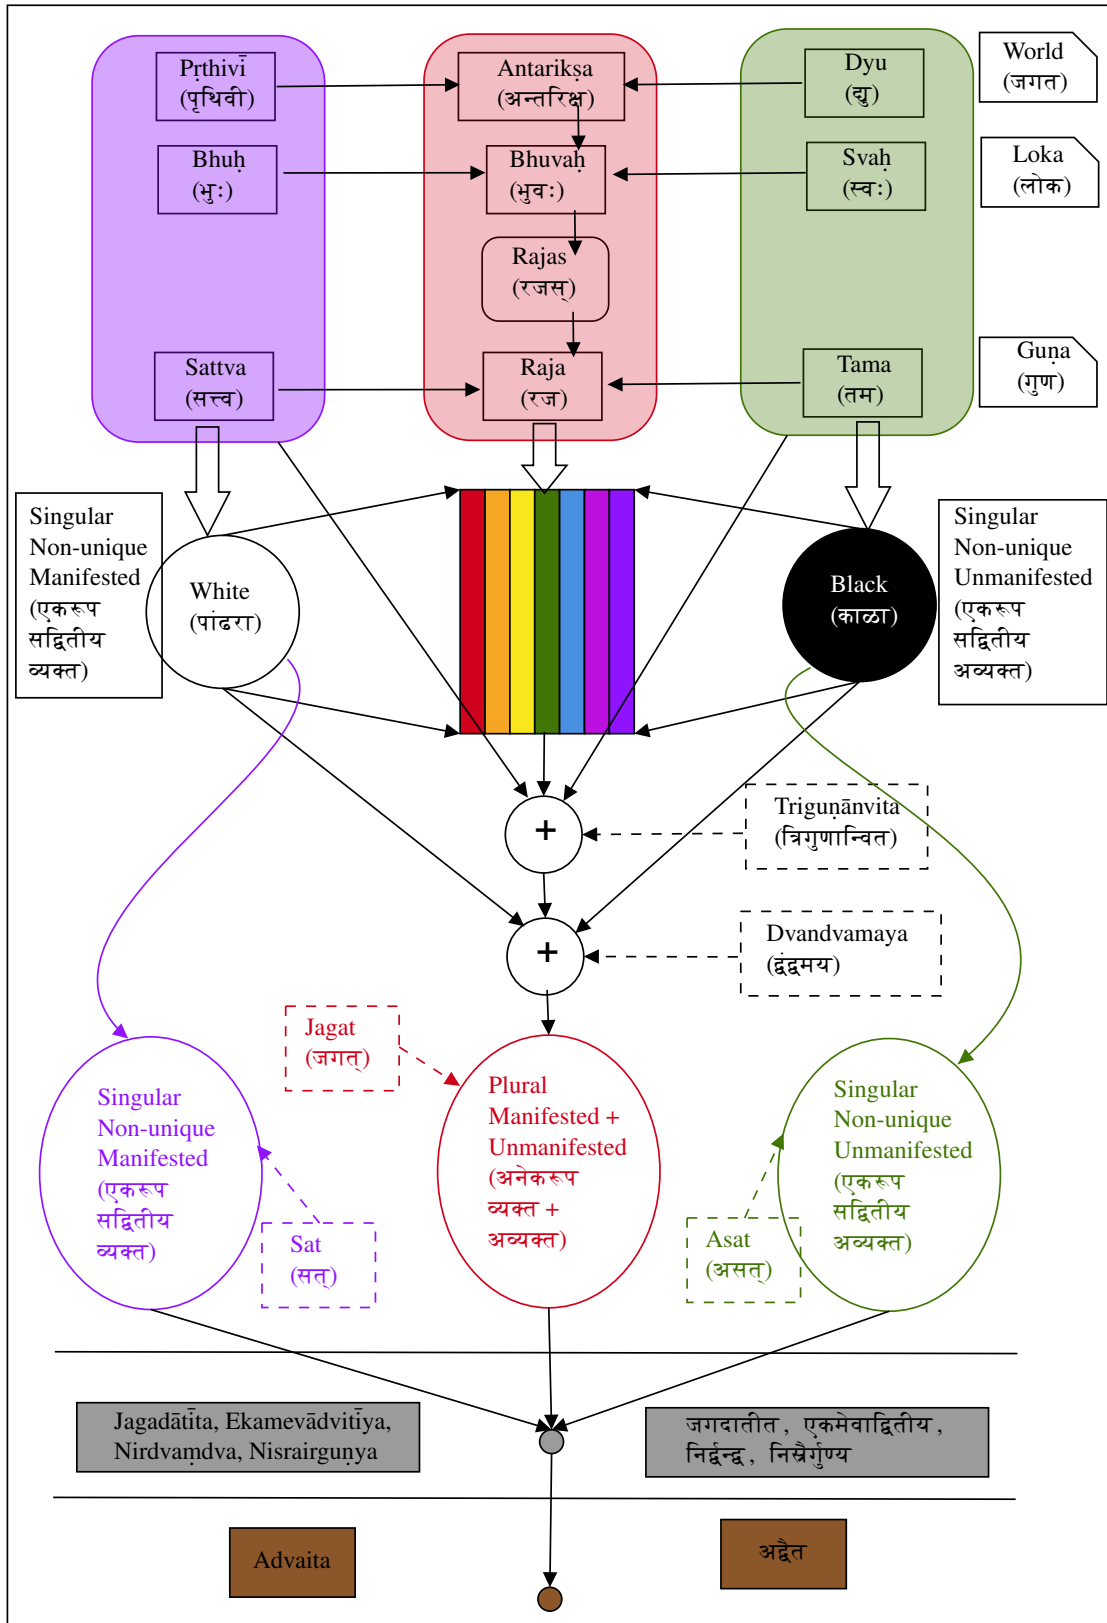 Pṛthivī
(पृथिवी)
Antarikṣa
(अन्तरिक्ष)
Dyu
(द्यु)
World
(जगत)
Bhuḥ
(भुः)
Bhuvaḥ
(भुवः)
Svaḥ
(स्वः)
Loka
(लोक)
Rajas
(रजस्)
Sattva
(सत्त्व)
Raja
(रज)
Tama
(तम)
Guṇa
(गुण)
Singular
Non-unique
Manifested
(एकरूप
सद्वितीय
व्यक्त)
White
(पांढरा)
Black
(काळा)
Singular
Non-unique
Unmanifested
(एकरूप
सद्वितीय
अव्यक्त)
+
Triguṇānvita
(त्रिगुणान्वित)
+
Dvandvamaya
(द्वंद्वमय)
Jagat
(जगत्)
Singular
Non-unique
Manifested
(एकरूप
सद्वितीय
व्यक्त)
Sat
(सत्)
Plural
Manifested +
Unmanifested
(अनेकरूप
व्यक्त +
अव्यक्त)
Asat
(असत्)
Singular
Non-unique
Unmanifested
(एकरूप
सद्वितीय
अव्यक्त)
Jagadātīta, Ekamevādvitīya,
Nirdvaṃdva, Nisrairguṇya
जगदातीत, एकमेवाद्वितीय,
निर्द्वन्द्व, निस्रैर्गुण्य
Advaita
अद्वैत